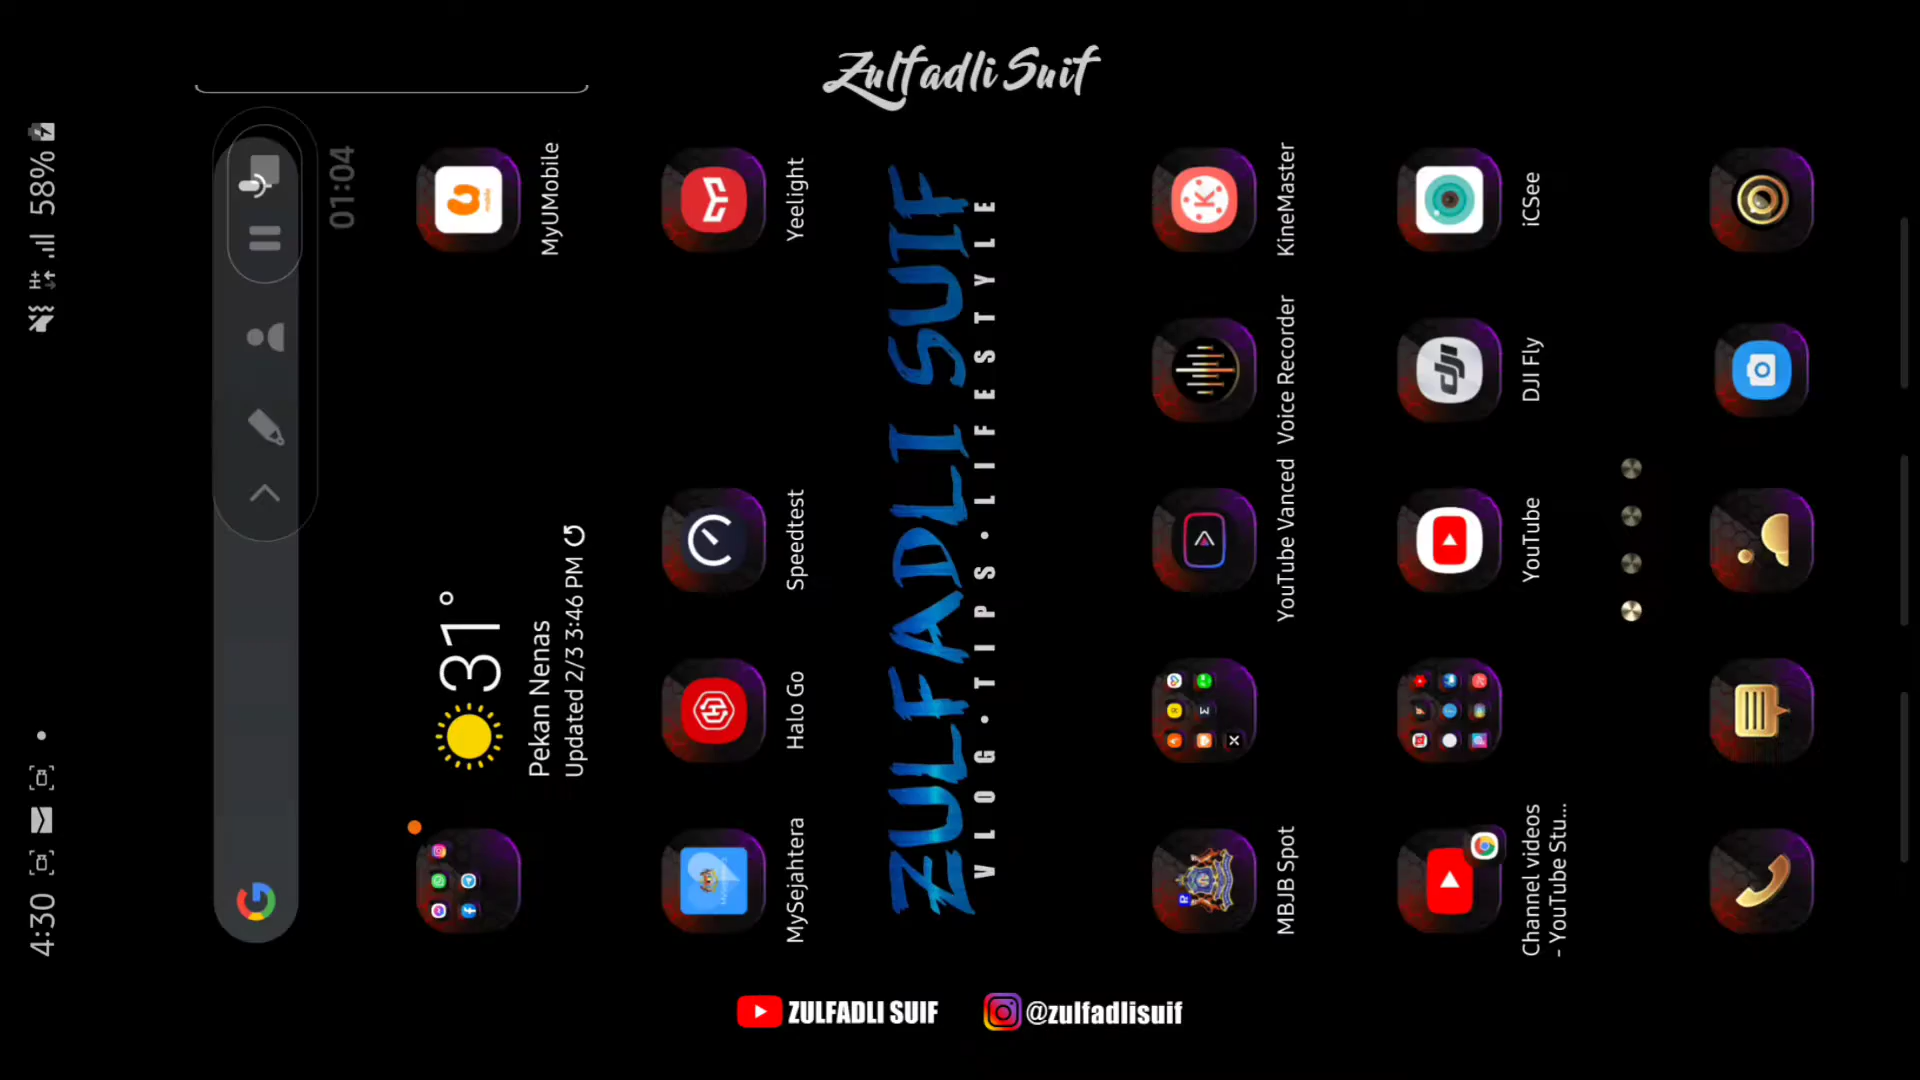 Zulfadli Suif
4:30
58%
01:04
31°
Pekan Nenas
Updated 2/3 3:46 PM
MyUMobile
MySejahtera
Halo Go
Speedtest
Yeelight
ZULFADLI SUIF
VLOG • TIPS • LIFESTYLE
MBJB Spot
YouTube Vanced
Voice Recorder
KineMaster
Channel videos
- YouTube Stu...
YouTube
DJI Fly
iCSee
ZULFADLI SUIF
@zulfadlisuif